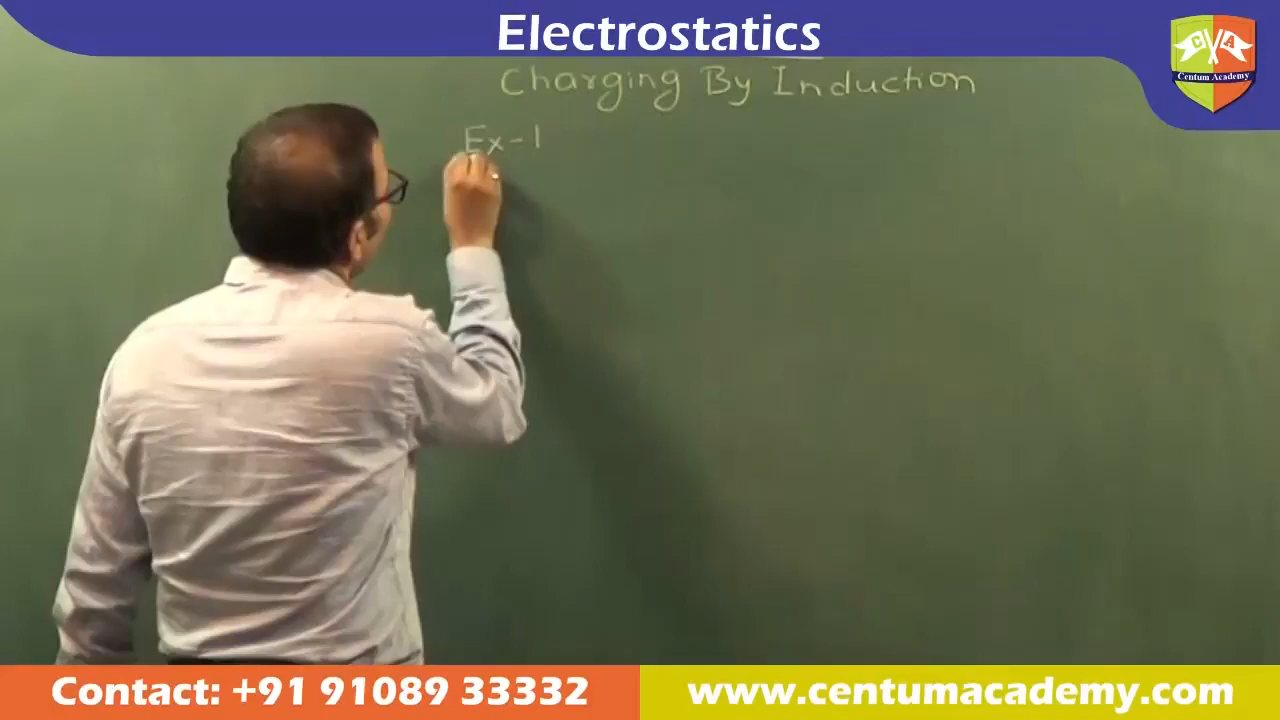 Electrostatics
C A
Centum Academy
Charging By Induction
Ex-1
Contact: +91 91089 33332
www.centumacademy.com